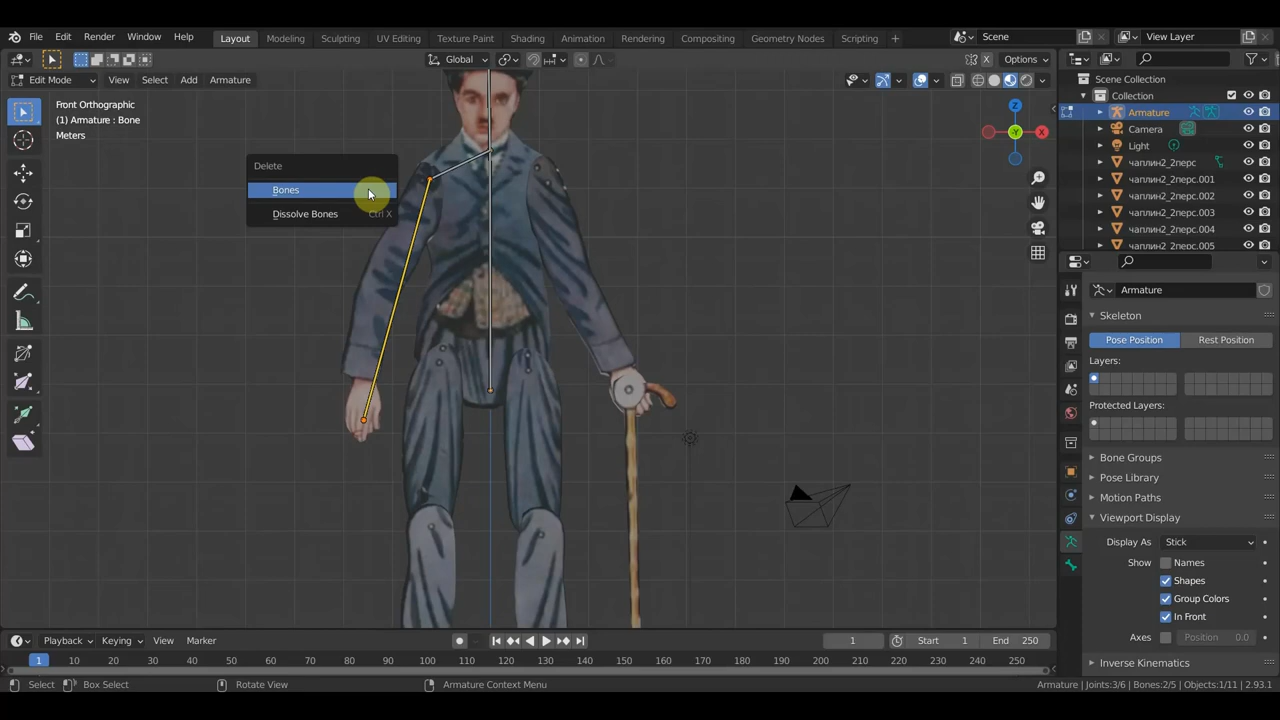 File Edit Render Window Help Layout Modeling Sculpting UV Editing Texture Paint Shading Animation Rendering Compositing Geometry Nodes Scripting Scene View Layer
Global Options
Edit Mode View Select Add Armature
Front Orthographic
(1) Armature : Bone
Meters
Delete
Bones
Dissolve Bones Ctrl X
Z
X
-Y
Scene Collection
Collection
Armature
Camera
Light
чаплин2_2перс
чаплин2_2перс.001
чаплин2_2перс.002
чаплин2_2перс.003
чаплин2_2перс.004
чаплин2_2перс.005
Armature
Skeleton
Pose Position Rest Position
Layers:
Protected Layers:
Bone Groups
Pose Library
Motion Paths
Viewport Display
Display As Stick
Show Names
Shapes
Group Colors
In Front
Axes Position 0.0
Inverse Kinematics
Playback Keying View Marker 1 Start 1 End 250
1 10 20 30 40 50 60 70 80 90 100 110 120 130 140 150 160 170 180 190 200 210 220 230 240 250
Select Box Select Rotate View Armature Context Menu Armature | Joints:3/6 | Bones:2/5 | Objects:1/11 | 2.93.1